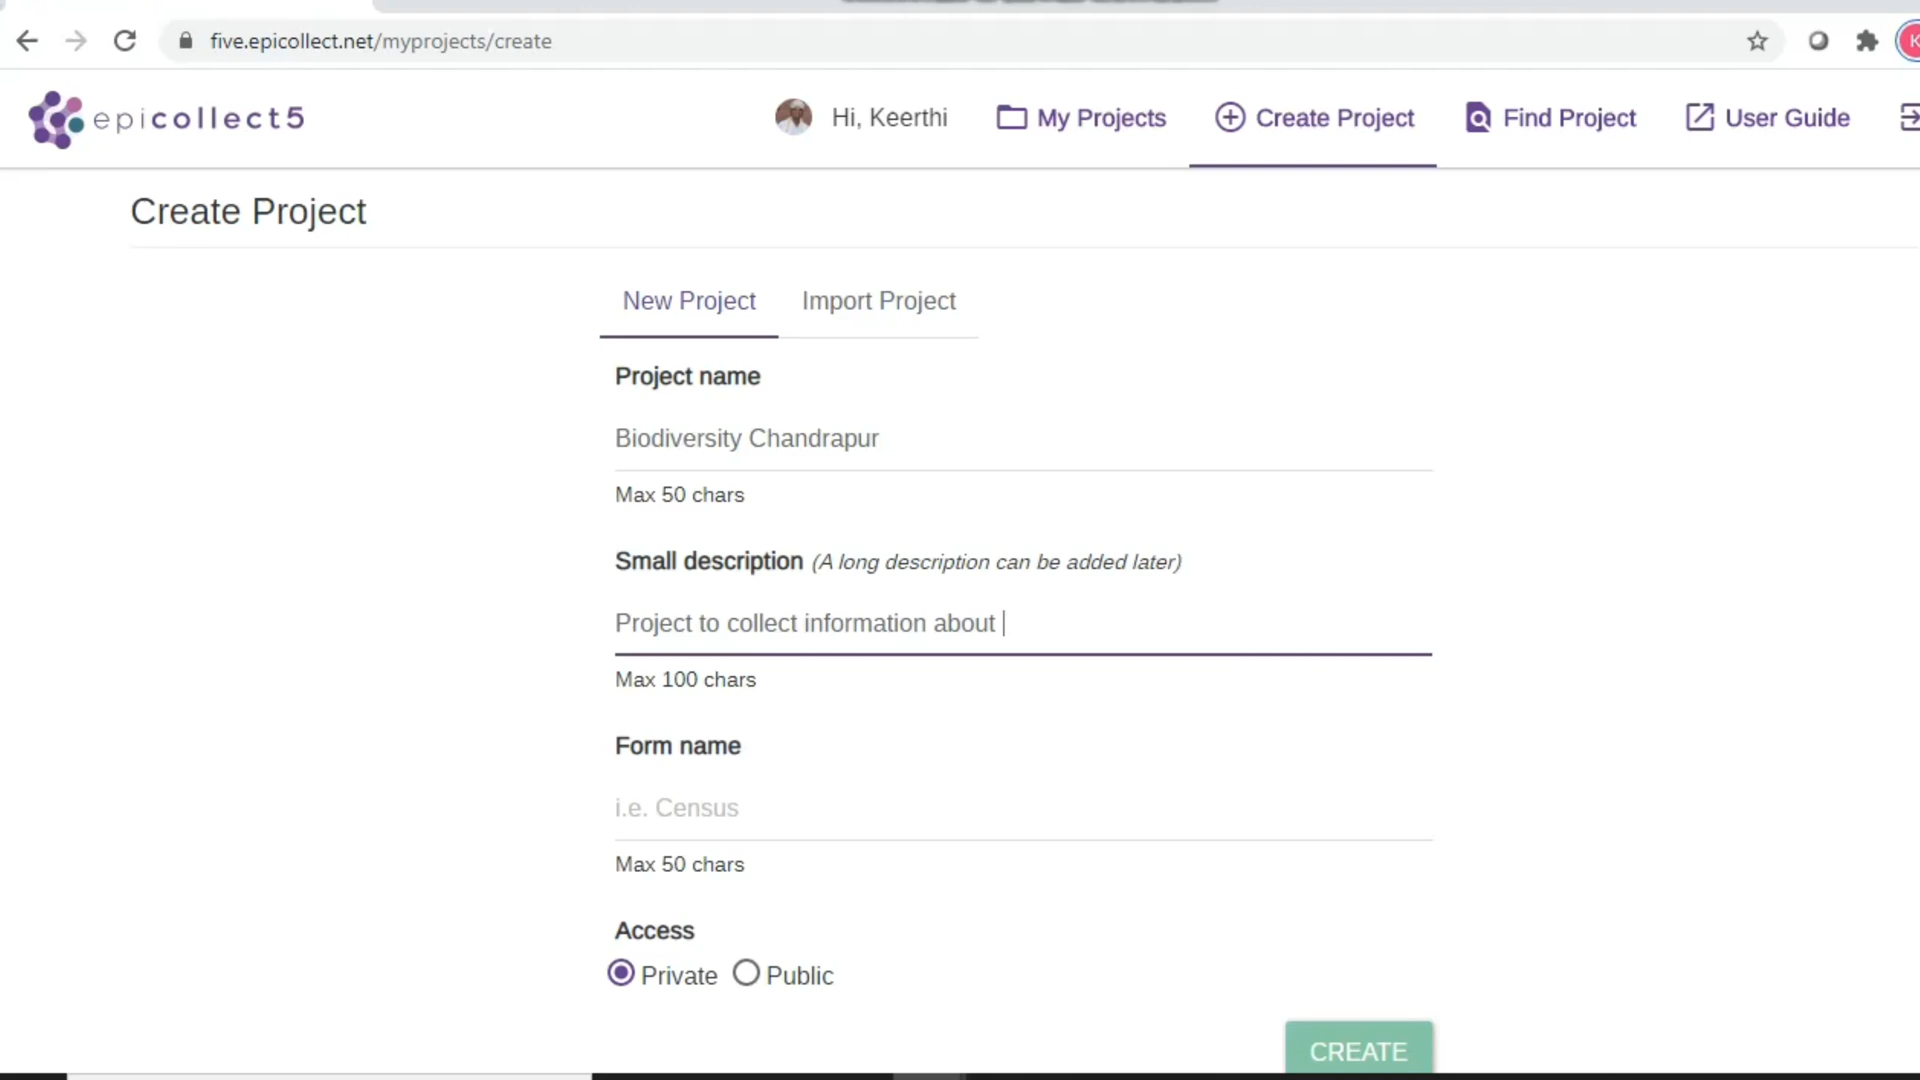 five.epicollect.net/myprojects/create
K
epicollect5
Hi, Keerthi
My Projects
Create Project
Find Project
User Guide
Create Project
New Project
Import Project
Project name
Biodiversity Chandrapur
Max 50 chars
Small description (A long description can be added later)
Project to collect information about
Max 100 chars
Form name
i.e. Census
Max 50 chars
Access
Private
Public
CREATE